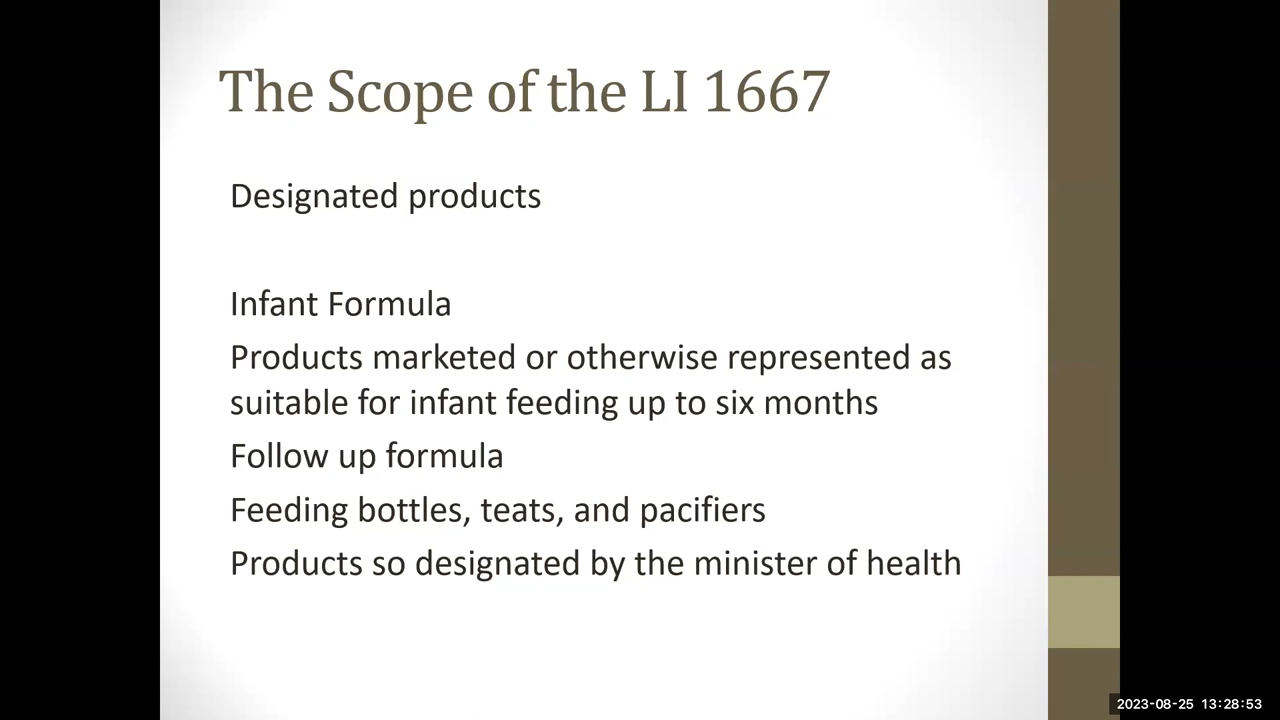 The Scope of the LI 1667
Designated products
Infant Formula
Products marketed or otherwise represented as
suitable for infant feeding up to six months
Follow up formula
Feeding bottles, teats, and pacifiers
Products so designated by the minister of health
2023-08-25 13:28:53